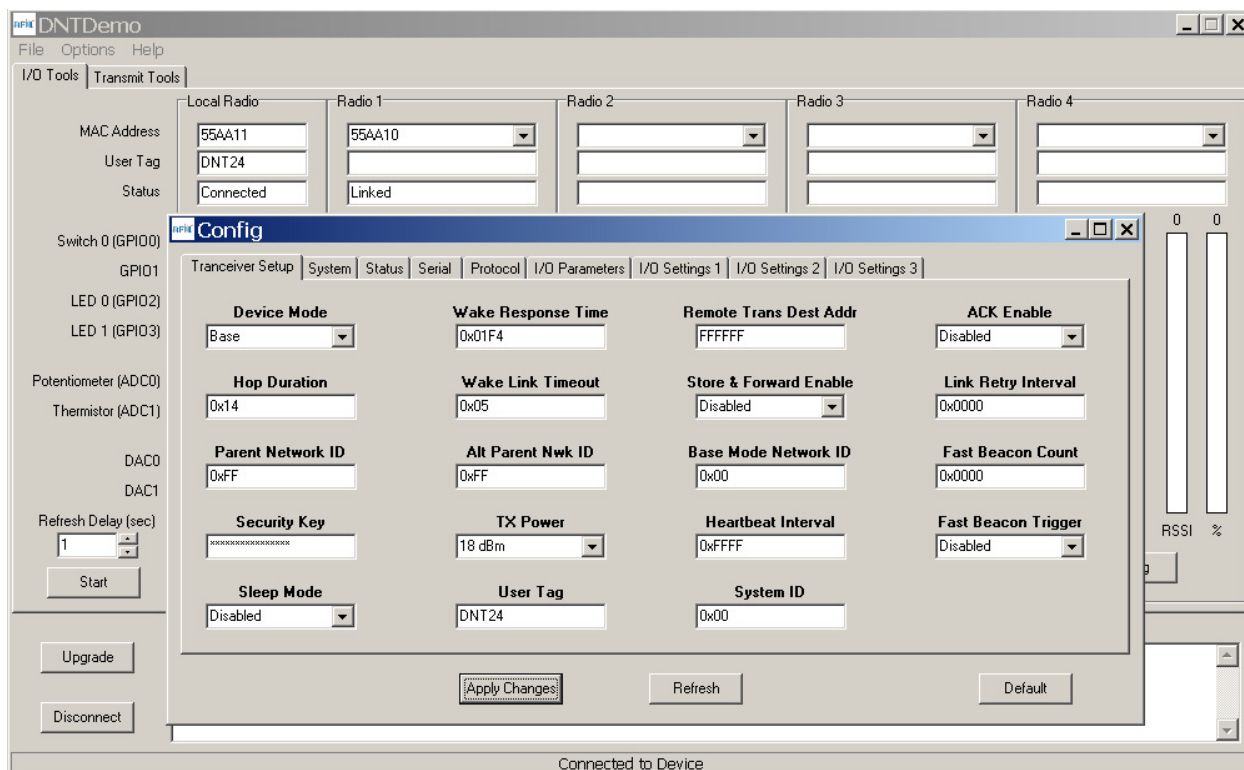 RFM DNTDemo
File Options Help
I/O Tools Transmit Tools
Local Radio Radio 1 Radio 2 Radio 3 Radio 4
MAC Address 55AA11 55AA10
User Tag DNT24
Status Connected Linked
0 0
Switch 0 (GPIO0)
GPIO1
LED 0 (GPIO2)
LED 1 (GPIO3)
Potentiometer (ADC0)
Thermistor (ADC1)
DAC0
DAC1
Refresh Delay (sec)
1
Start
RSSI %
g
Upgrade
Disconnect
RFM Config
Tranceiver Setup System Status Serial Protocol I/O Parameters I/O Settings 1 I/O Settings 2 I/O Settings 3
Device Mode Wake Response Time Remote Trans Dest Addr ACK Enable
Base 0x01F4 FFFFFF Disabled
Hop Duration Wake Link Timeout Store & Forward Enable Link Retry Interval
0x14 0x05 Disabled 0x0000
Parent Network ID Alt Parent Nwk ID Base Mode Network ID Fast Beacon Count
0xFF 0xFF 0x00 0x0000
Security Key TX Power Heartbeat Interval Fast Beacon Trigger
**************** 18 dBm 0xFFFF Disabled
Sleep Mode User Tag System ID
Disabled DNT24 0x00
Apply Changes Refresh Default
Connected to Device